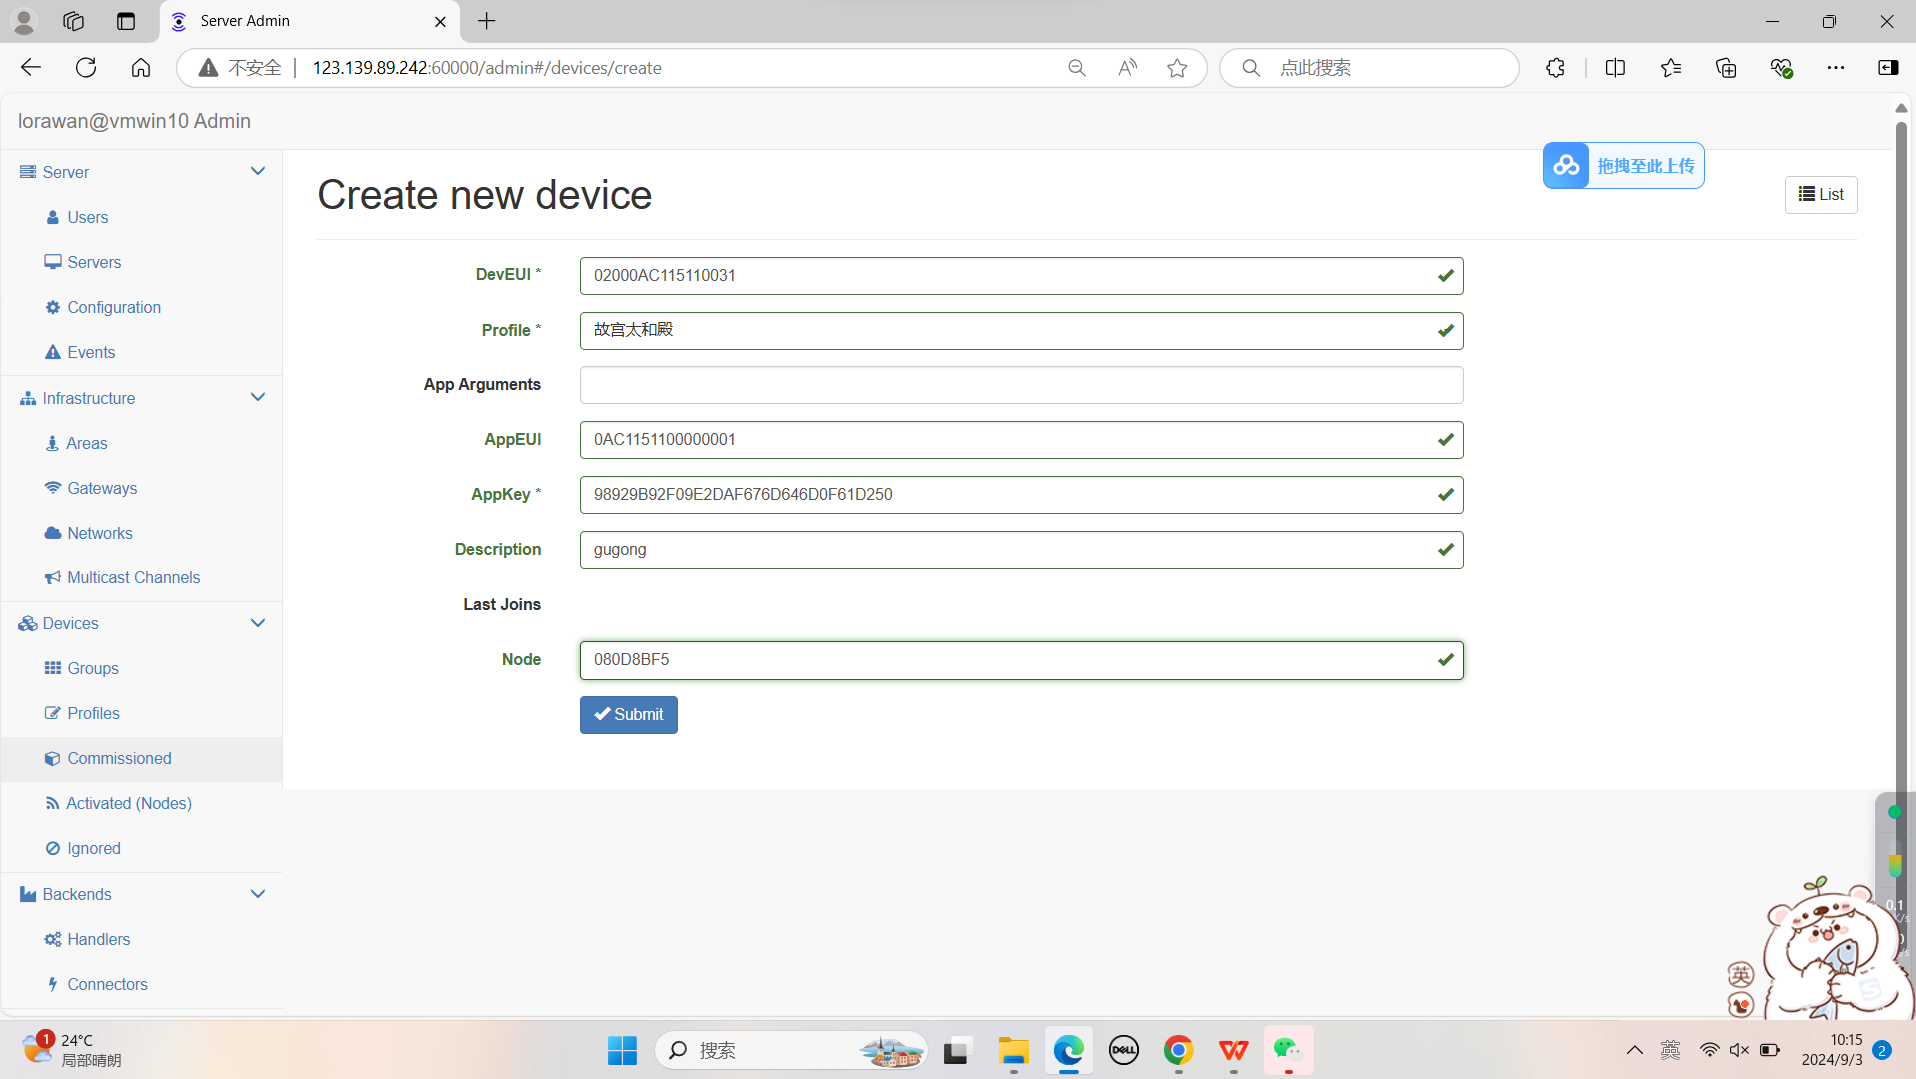 Server Admin
不安全
123.139.89.242:60000/admin#/devices/create
点此搜索
lorawan@vmwin10 Admin
Server
Users
Servers
Configuration
Events
Infrastructure
Areas
Gateways
Networks
Multicast Channels
Devices
Groups
Profiles
Commissioned
Activated (Nodes)
Ignored
Backends
Handlers
Connectors
Create new device
拖拽至此上传
List
DevEUI * 02000AC115110031
Profile * 故宫太和殿
App Arguments
AppEUI 0AC1151100000001
AppKey * 98929B92F09E2DAF676D646D0F61D250
Description gugong
Last Joins
Node 080D8BF5
Submit
0.1
K/s
英
1
24°C
局部晴朗
搜索
DELL
英
10:15
2024/9/3
2